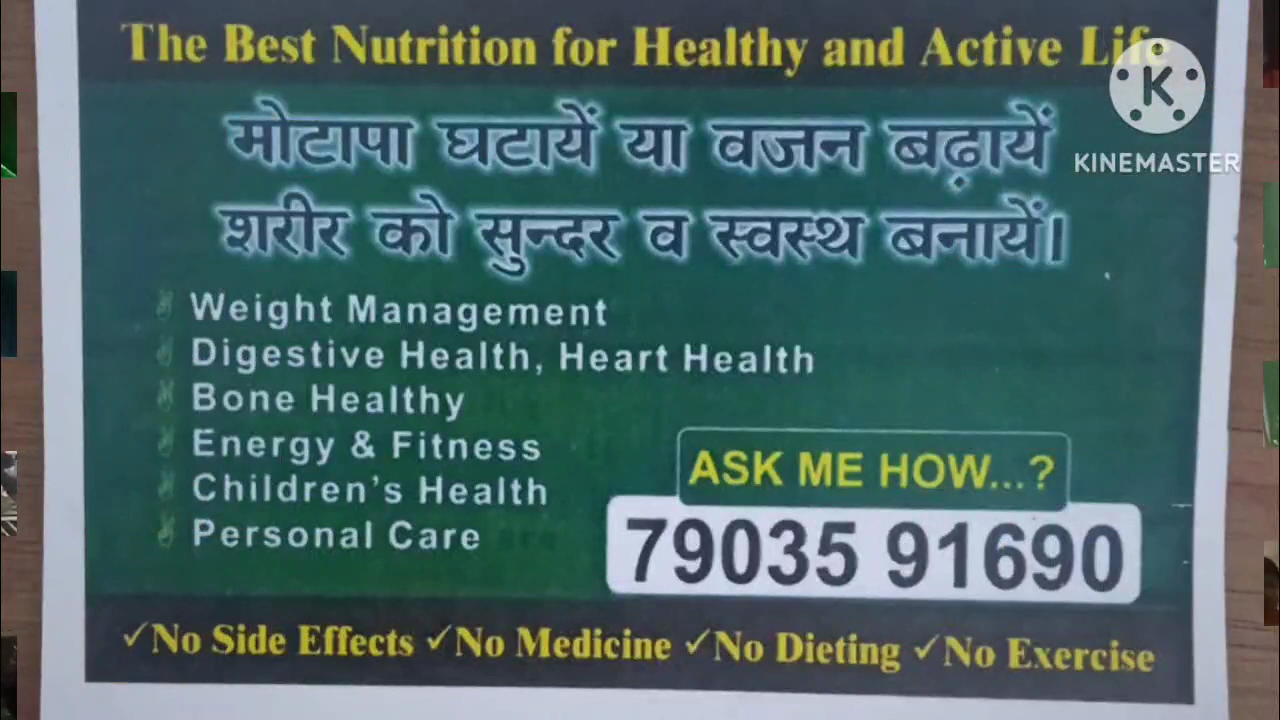 The Best Nutrition for Healthy and Active Life
K
KINEMASTER
मोटापा घटायें या वजन बढ़ायें
शरीर को सुन्दर व स्वस्थ बनायें।
Weight Management
Digestive Health, Heart Health
Bone Healthy
Energy & Fitness
Children's Health
Personal Care
ASK ME HOW...?
79035 91690
✓No Side Effects ✓No Medicine ✓No Dieting ✓No Exercise